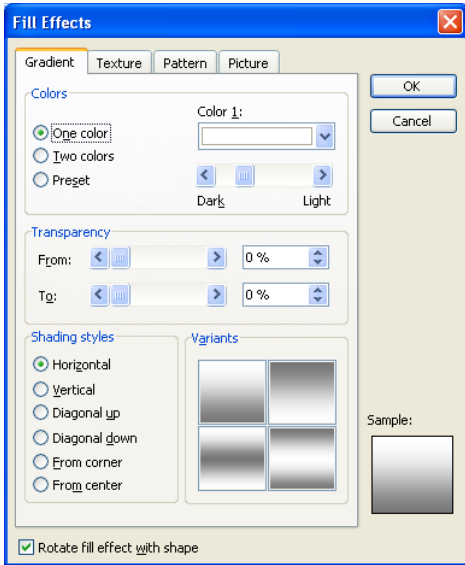 Fill Effects
Gradient Texture Pattern Picture
Colors
One color
Two colors
Preset
Color 1:
Dark Light
OK
Cancel
Transparency
From: 0 %
To: 0 %
Shading styles
Horizontal
Vertical
Diagonal up
Diagonal down
From corner
From center
Variants
Sample:
Rotate fill effect with shape